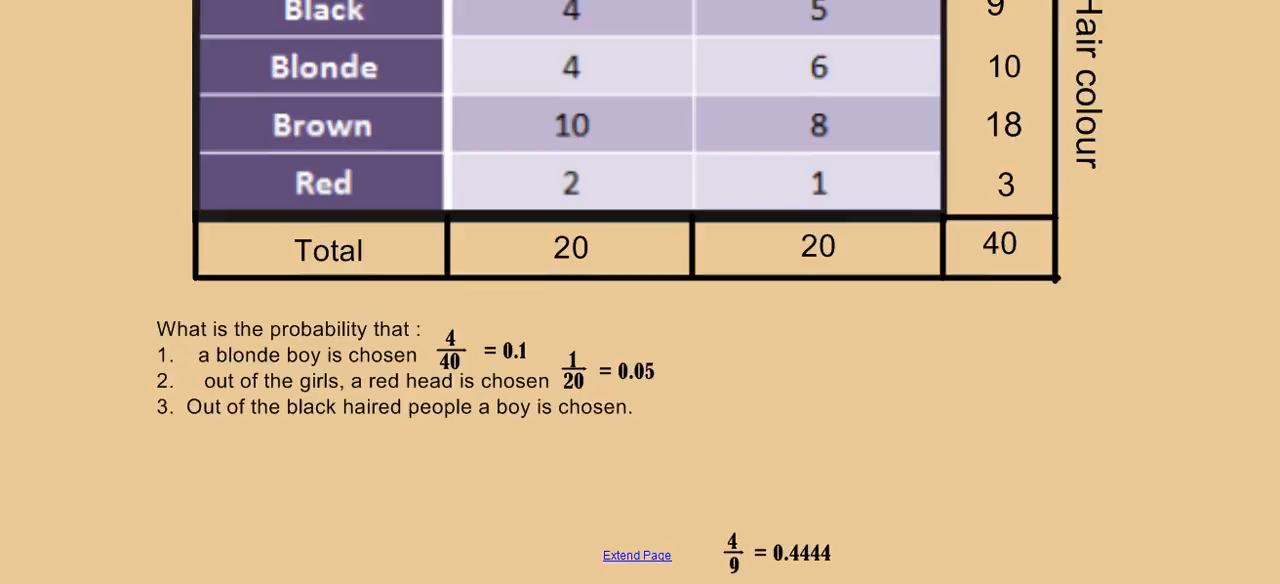 Black 4 5 9
Blonde 4 6 10
Brown 10 8 18
Red 2 1 3
Total 20 20 40
Hair colour
What is the probability that :
1. a blonde boy is chosen 4/40 = 0.1
2. out of the girls, a red head is chosen 1/20 = 0.05
3. Out of the black haired people a boy is chosen.
Extend Page 4/9 = 0.4444